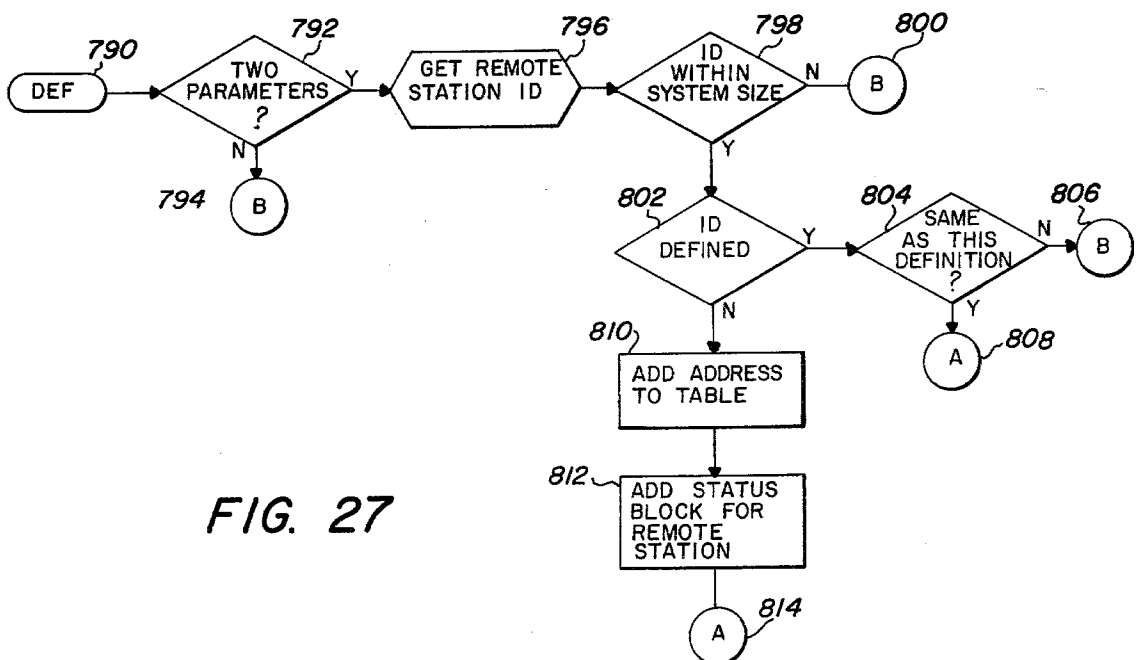 790
DEF
792
TWO
PARAMETERS
?
Y
N
794
B
796
GET REMOTE
STATION ID
798
ID
WITHIN
SYSTEM SIZE
N
Y
800
B
802
ID
DEFINED
Y
N
804
SAME
AS THIS
DEFINITION
?
N
Y
806
B
A
808
810
ADD ADDRESS
TO TABLE
812
ADD STATUS
BLOCK FOR
REMOTE
STATION
A
814
FIG. 27